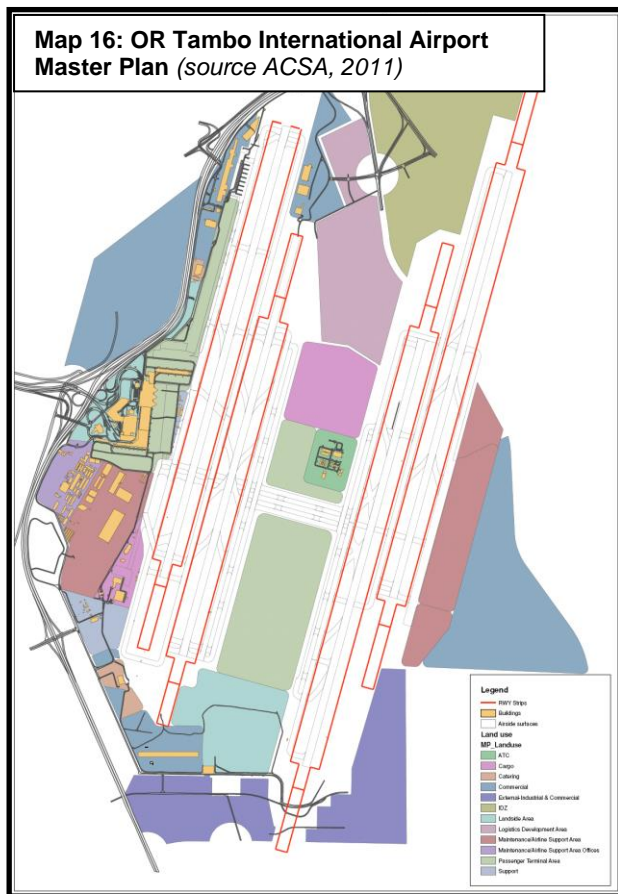 Map 16: OR Tambo International Airport
Master Plan (source ACSA, 2011)
Legend
RWY Strips
Buildings
Airside surfaces
Land use
MP_Landuse
ATC
Cargo
Catering
Commercial
External-Industrial & Commercial
IDZ
Landside Area
Logistics Development Area
Maintenance/Airline Support Area
Maintenance/Airline Support Area Offices
Passenger Terminal Area
Support